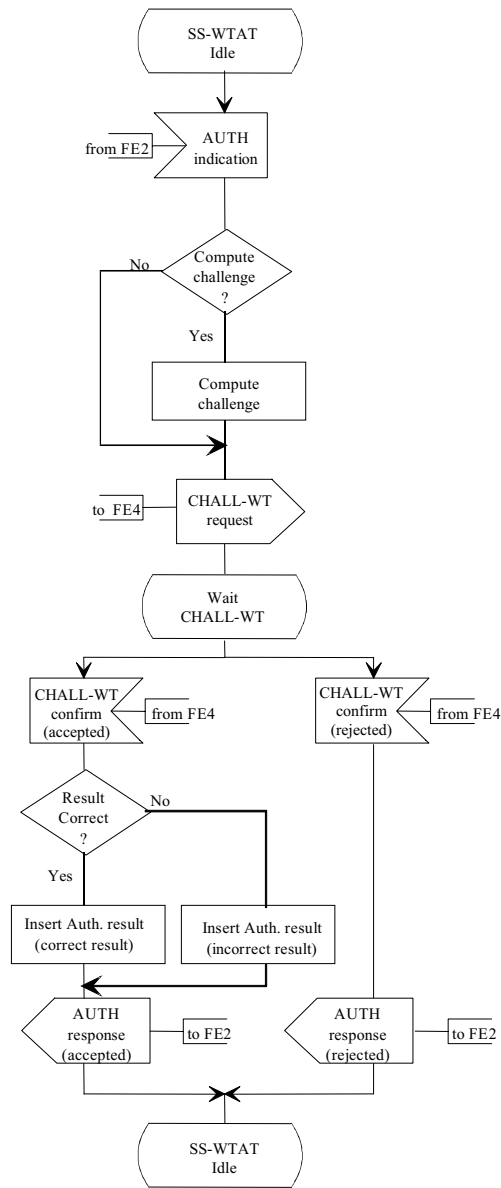 SS-WTAT
Idle
AUTH
indication
from FE2
Compute
challenge
?
No
Yes
Compute
challenge
to FE4
CHALL-WT
request
Wait
CHALL-WT
CHALL-WT
confirm
(accepted)
from FE4
CHALL-WT
confirm
(rejected)
from FE4
Result
Correct
?
No
Yes
Insert Auth. result
(correct result)
Insert Auth. result
(incorrect result)
AUTH
response
(accepted)
to FE2
AUTH
response
(rejected)
to FE2
SS-WTAT
Idle